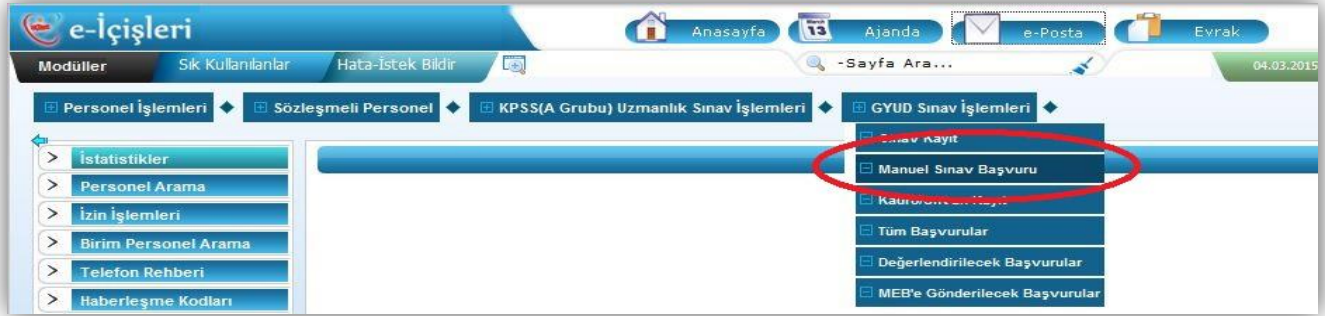 e-İçişleri
Anasayfa
March 13 Ajanda
e-Posta
Evrak
Modüller
Sık Kullanılanlar
Hata-İstek Bildir
-Sayfa Ara...
04.03.2015
Personel İşlemleri
Sözleşmeli Personel
KPSS(A Grubu) Uzmanlık Sınav İşlemleri
GYUD Sınav İşlemleri
Sınav Kayıt
Manuel Sınav Başvuru
Tüm Başvurular
Değerlendirilecek Başvurular
MEB'e Gönderilecek Başvurular
İstatistikler
Personel Arama
İzin İşlemleri
Birim Personel Arama
Telefon Rehberi
Haberleşme Kodları